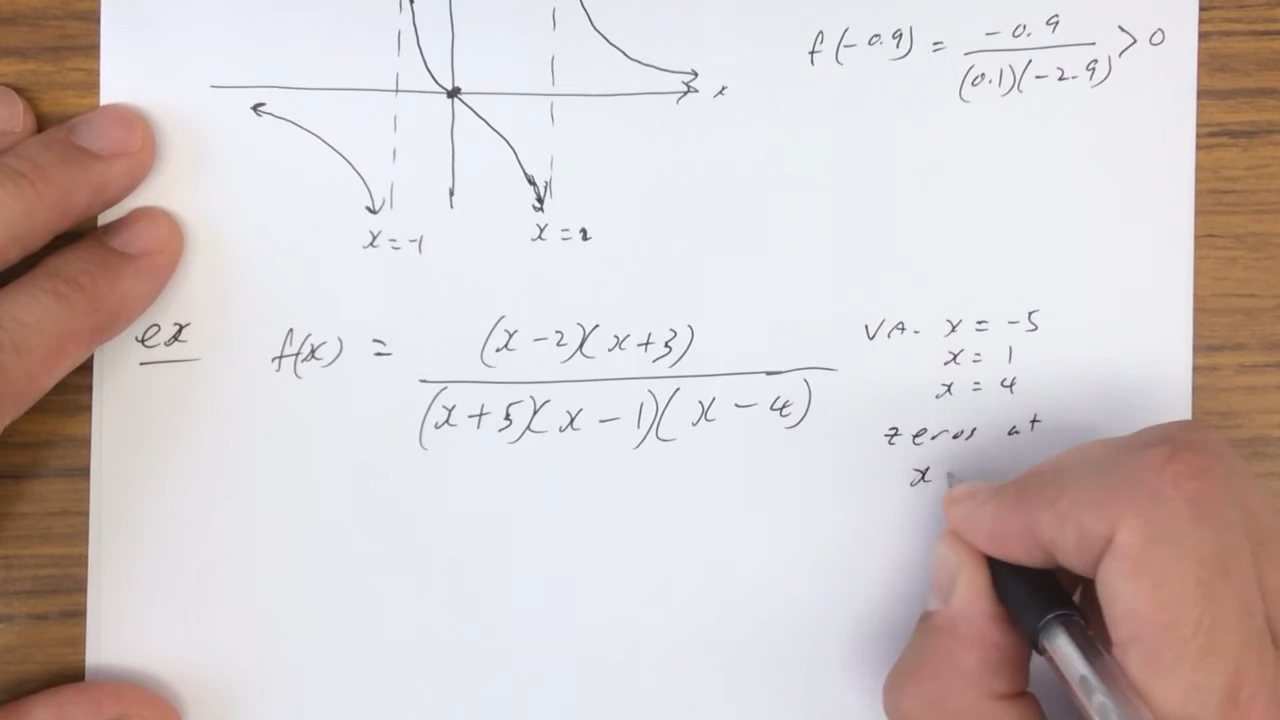 f(-0.9) = -0.9 / (0.1)(-2.9) > 0
x
x = -1
x = 2
ex f(x) = (x-2)(x+3) / (x+5)(x-1)(x-4)
VA. x = -5
x = 1
x = 4
zeros at
x